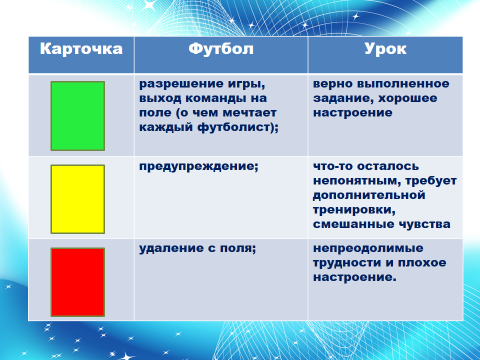 Карточка Футбол Урок
разрешение игры,
выход команды на
поле (о чем мечтает
каждый футболист);
верно выполненное
задание, хорошее
настроение
предупреждение;
что-то осталось
непонятным, требует
дополнительной
тренировки,
смешанные чувства
удаление с поля;
непреодолимые
трудности и плохое
настроение.